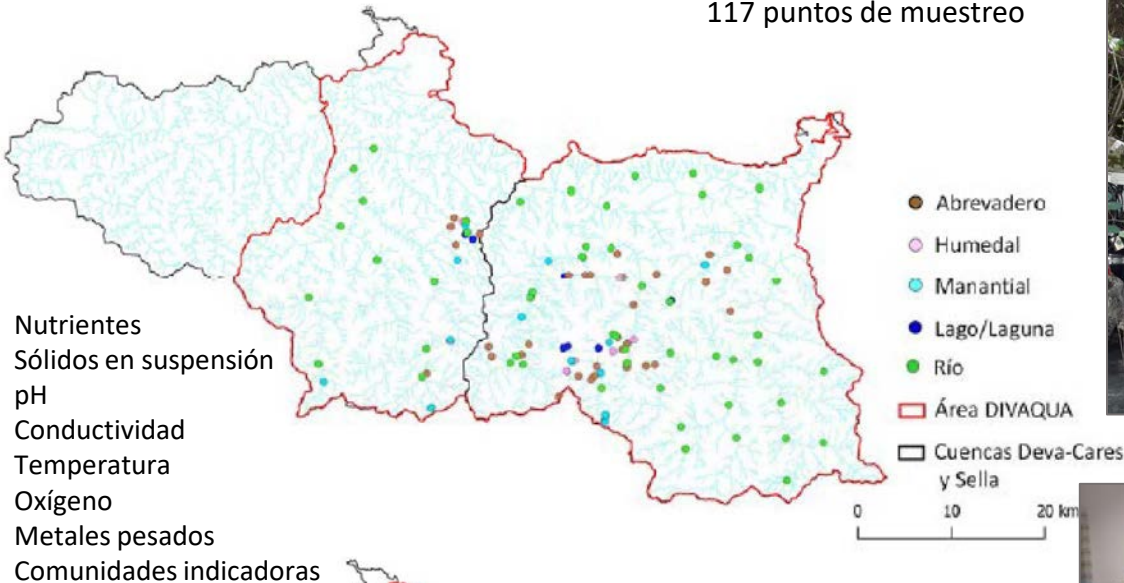 117 puntos de muestreo
Abrevadero
Humedal
Manantial
Lago/Laguna
Río
Área DIVAQUA
Cuencas Deva-Cares
y Sella
0 10 20 km
Nutrientes
Sólidos en suspensión
pH
Conductividad
Temperatura
Oxígeno
Metales pesados
Comunidades indicadoras